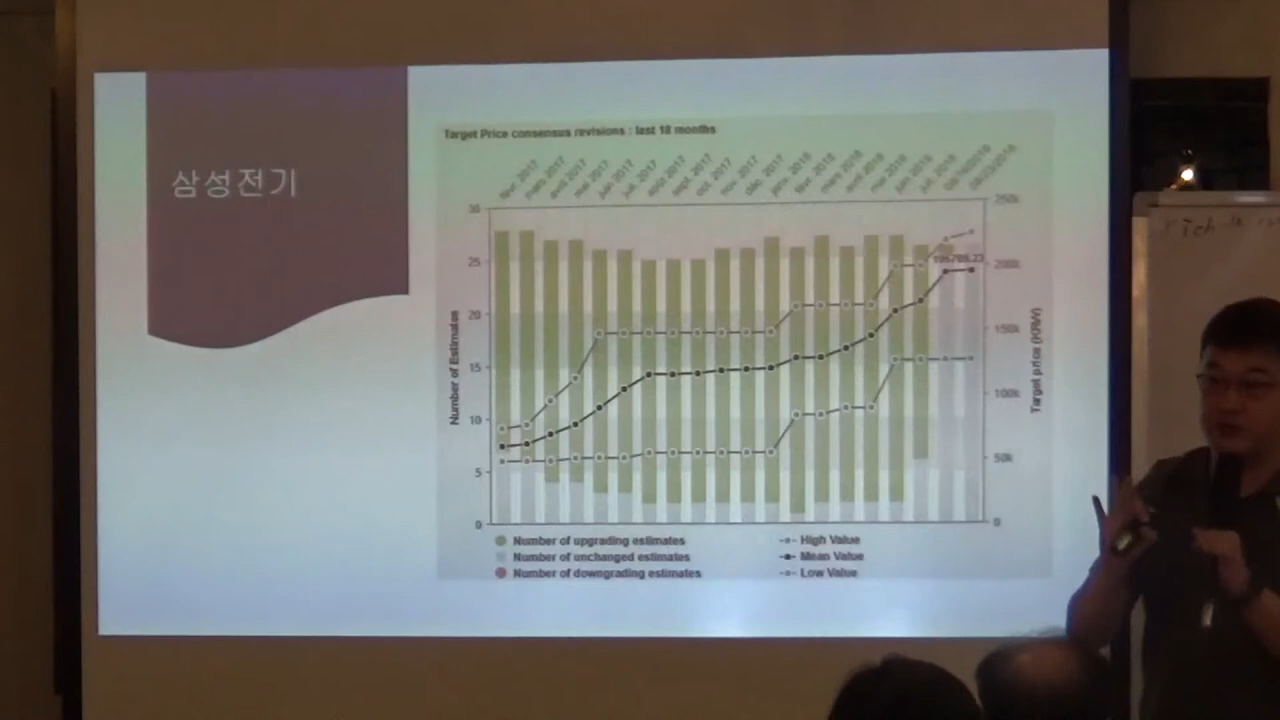 삼성전기
Target Price consensus revisions : last 18 months
févr. 2017
mars 2017
avril 2017
mai 2017
juin 2017
juil. 2017
août 2017
sept. 2017
oct. 2017
nov. 2017
déc. 2017
janv. 2018
févr. 2018
mars 2018
avril 2018
mai 2018
juin 2018
juil. 2018
30
25
20
15
10
5
0
Number of Estimates
250k
200k
150k
100k
50k
0
Target price (KRW)
Number of upgrading estimates
Number of unchanged estimates
Number of downgrading estimates
High Value
Mean Value
Low Value